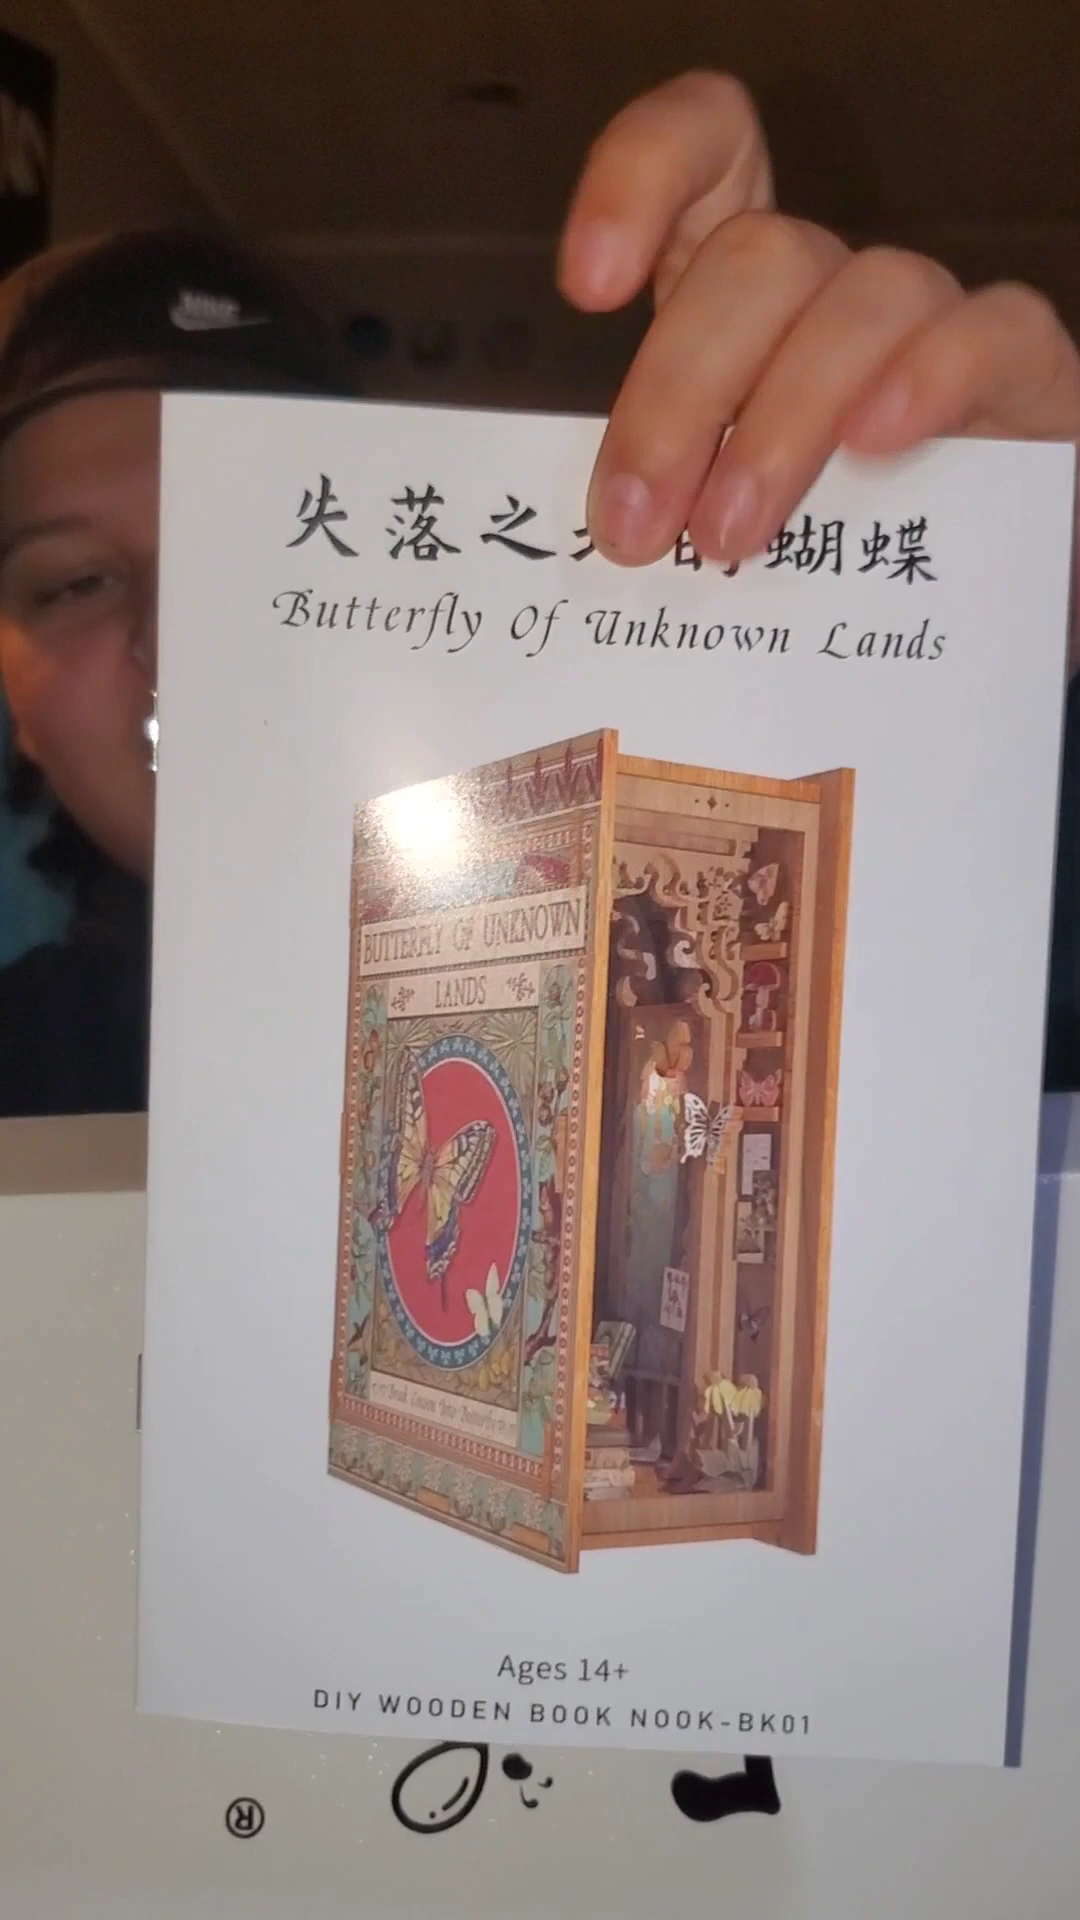 失落之 的蝴蝶
Butterfly Of Unknown Lands
BUTTERFLY OF UNKNOWN
LANDS
Ages 14+
DIY WOODEN BOOK NOOK-BK01
®